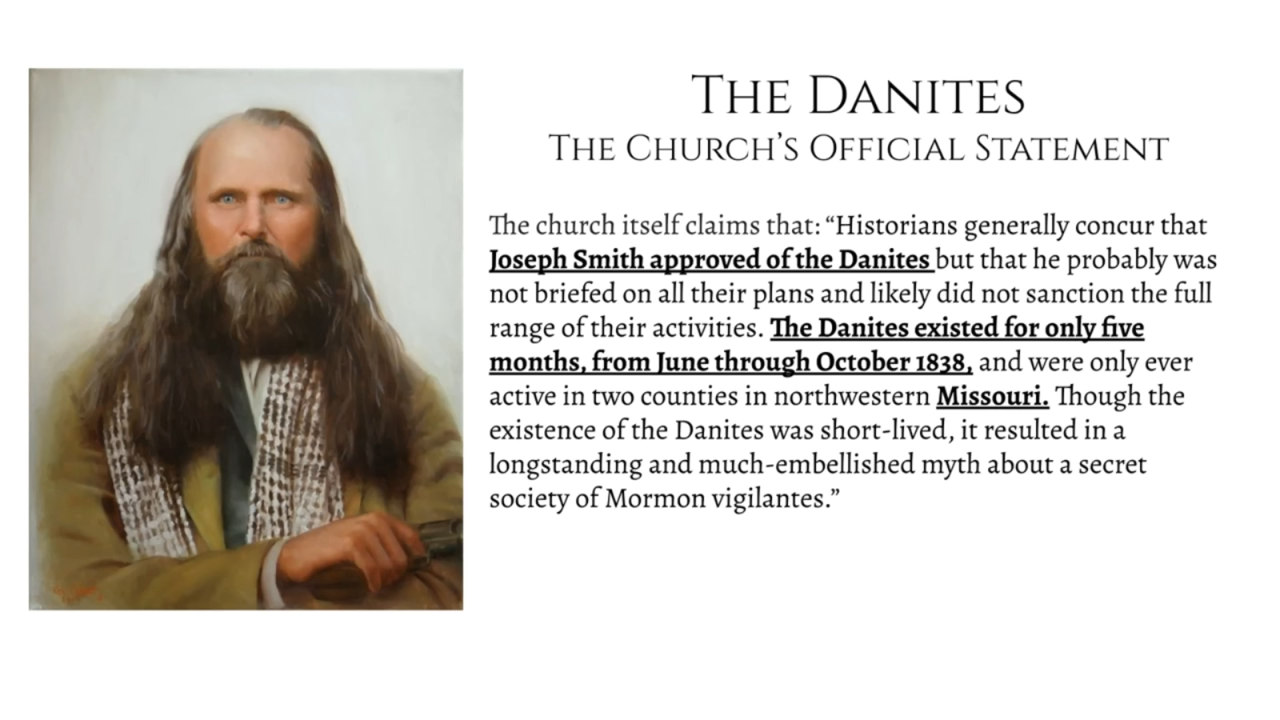 THE DANITES
THE CHURCH'S OFFICIAL STATEMENT
The church itself claims that: “Historians generally concur that
Joseph Smith approved of the Danites but that he probably was
not briefed on all their plans and likely did not sanction the full
range of their activities. The Danites existed for only five
months, from June through October 1838, and were only ever
active in two counties in northwestern Missouri. Though the
existence of the Danites was short-lived, it resulted in a
longstanding and much-embellished myth about a secret
society of Mormon vigilantes.”